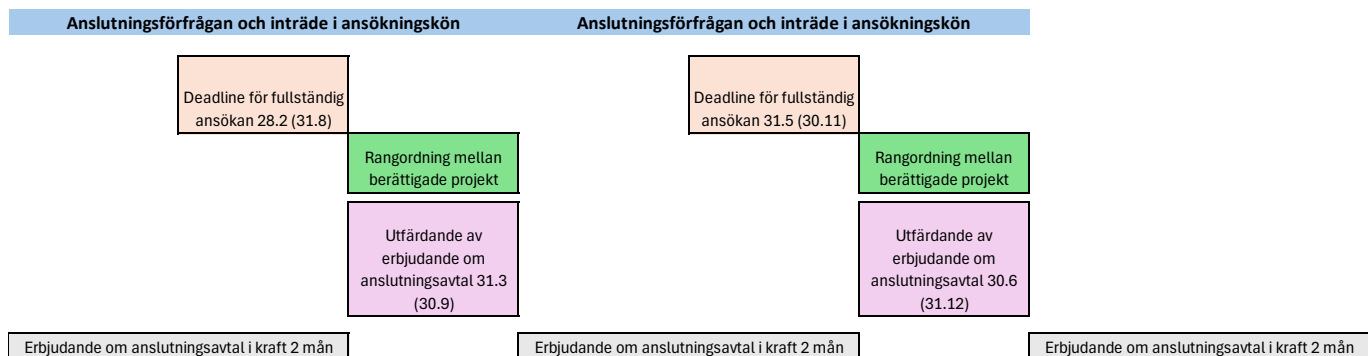 Anslutningsförfrågan och inträde i ansökningskön
Anslutningsförfrågan och inträde i ansökningskön
Deadline för fullständig
ansökan 28.2 (31.8)
Deadline för fullständig
ansökan 31.5 (30.11)
Rangordning mellan
berättigade projekt
Rangordning mellan
berättigade projekt
Utfärdande av
erbjudande om
anslutningsavtal 31.3
(30.9)
Utfärdande av
erbjudande om
anslutningsavtal 30.6
(31.12)
Erbjudande om anslutningsavtal i kraft 2 mån
Erbjudande om anslutningsavtal i kraft 2 mån
Erbjudande om anslutningsavtal i kraft 2 mån